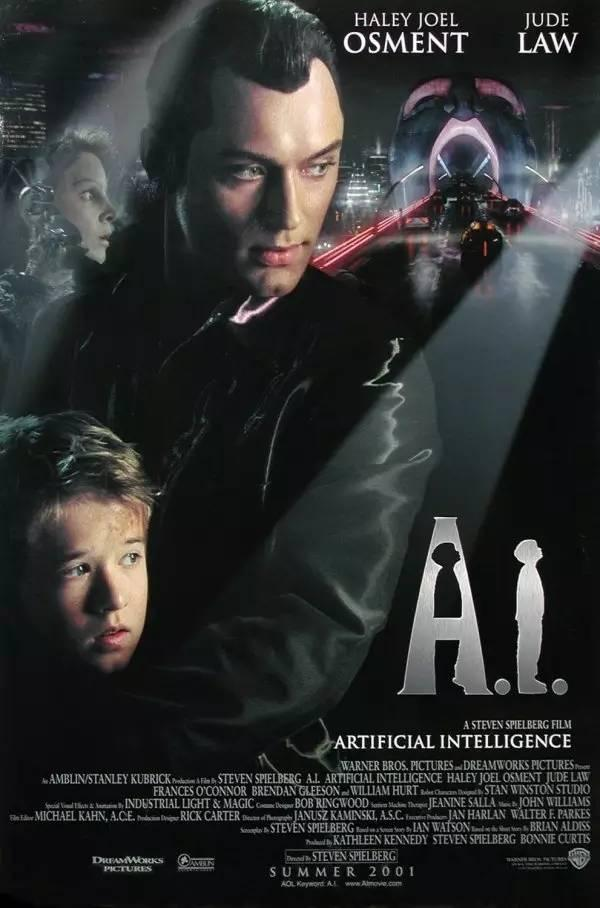 HALEY JOEL JUDE
OSMENT LAW
A.I.
A STEVEN SPIELBERG FILM
ARTIFICIAL INTELLIGENCE
WARNER BROS. PICTURES AND DREAMWORKS PICTURES Present
An AMBLIN/STANLEY KUBRICK Production A Film By STEVEN SPIELBERG A.I. ARTIFICIAL INTELLIGENCE HALEY JOEL OSMENT JUDE LAW
FRANCES O'CONNOR BRENDAN GLEESON and WILLIAM HURT Robot Characters Designed By STAN WINSTON STUDIO
Special Visual Effects & Animation By INDUSTRIAL LIGHT & MAGIC Costume Designer BOB RINGWOOD Sentient Machine Therapist JEANINE SALLA Music By JOHN WILLIAMS
Film Editor MICHAEL KAHN, A.C.E. Production Designer RICK CARTER Director of Photography JANUSZ KAMINSKI, A.S.C. Executive Producers JAN HARLAN WALTER F. PARKES
Screenplay By STEVEN SPIELBERG Based on a Screen Story By IAN WATSON Based on the Short Story By BRIAN ALDISS
Produced By KATHLEEN KENNEDY STEVEN SPIELBERG BONNIE CURTIS
Directed By STEVEN SPIELBERG
DREAMWORKS
PICTURES
AMBLIN
WARNER BROS. PICTURES
SUMMER 2001
AOL Keyword: A.I. www.AImovie.com